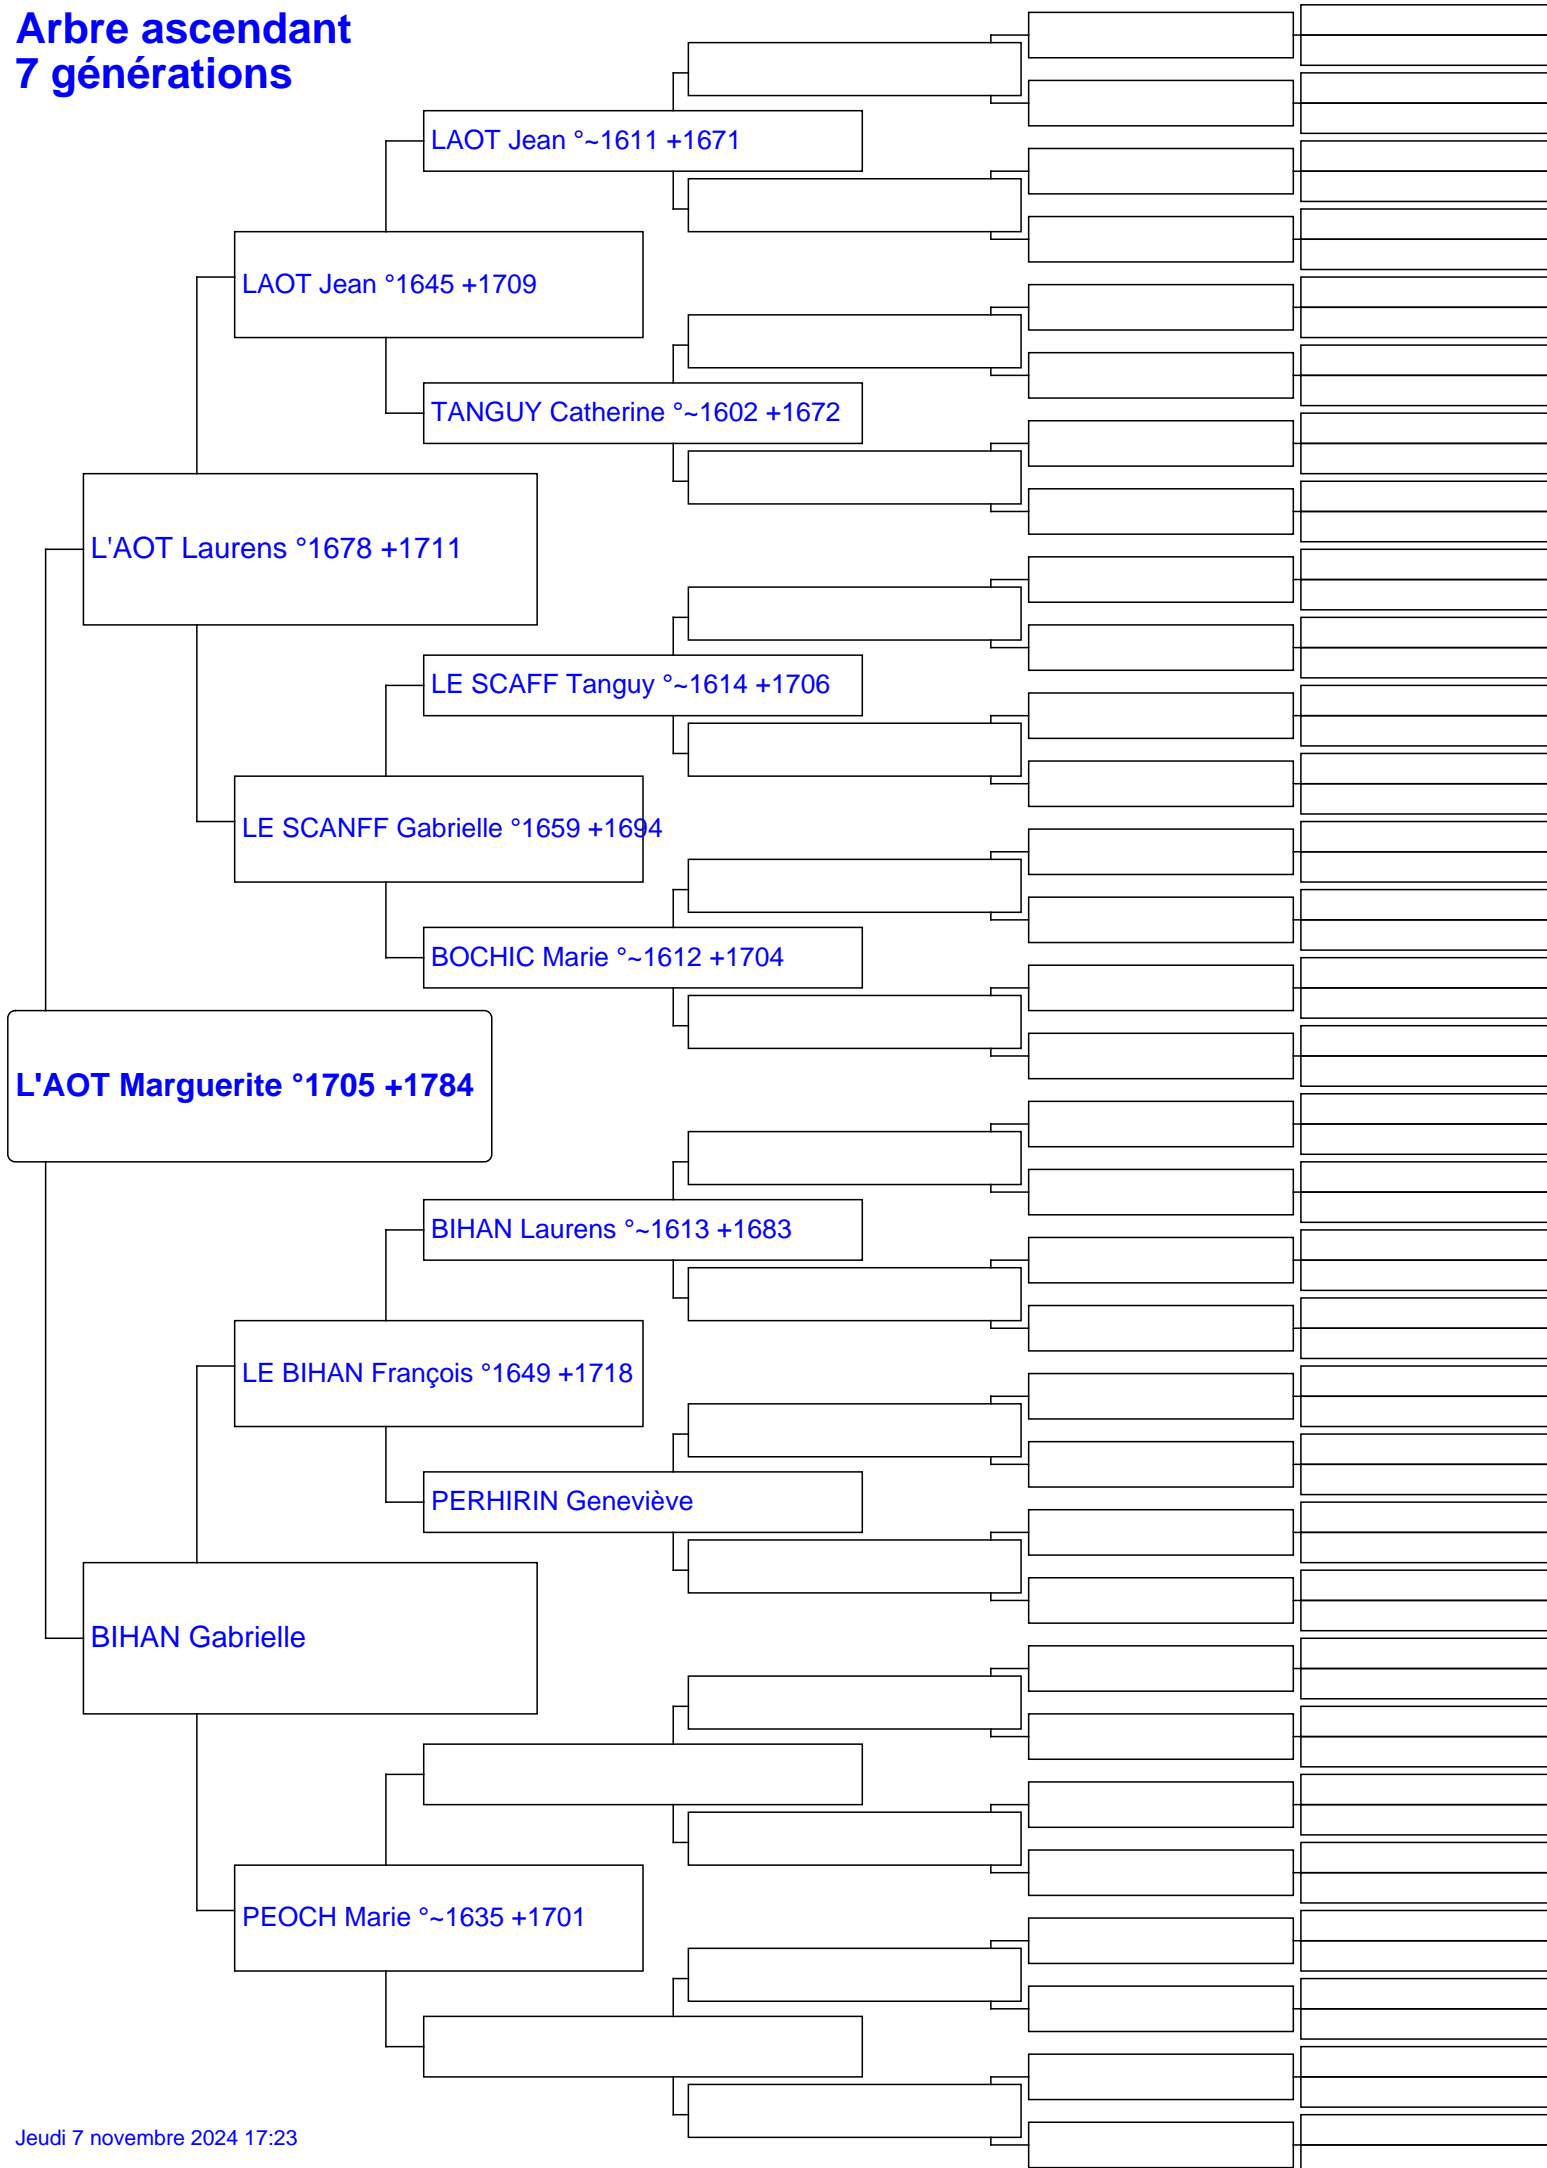 Arbre ascendant
7 générations
LAOT Jean °~1611 +1671
LAOT Jean °1645 +1709
TANGUY Catherine °~1602 +1672
L'AOT Laurens °1678 +1711
LE SCAFF Tanguy °~1614 +1706
LE SCANFF Gabrielle °1659 +1694
BOCHIC Marie °~1612 +1704
L'AOT Marguerite °1705 +1784
BIHAN Laurens °~1613 +1683
LE BIHAN François °1649 +1718
PERHIRIN Geneviève
BIHAN Gabrielle
PEOCH Marie °~1635 +1701
Jeudi 7 novembre 2024 17:23